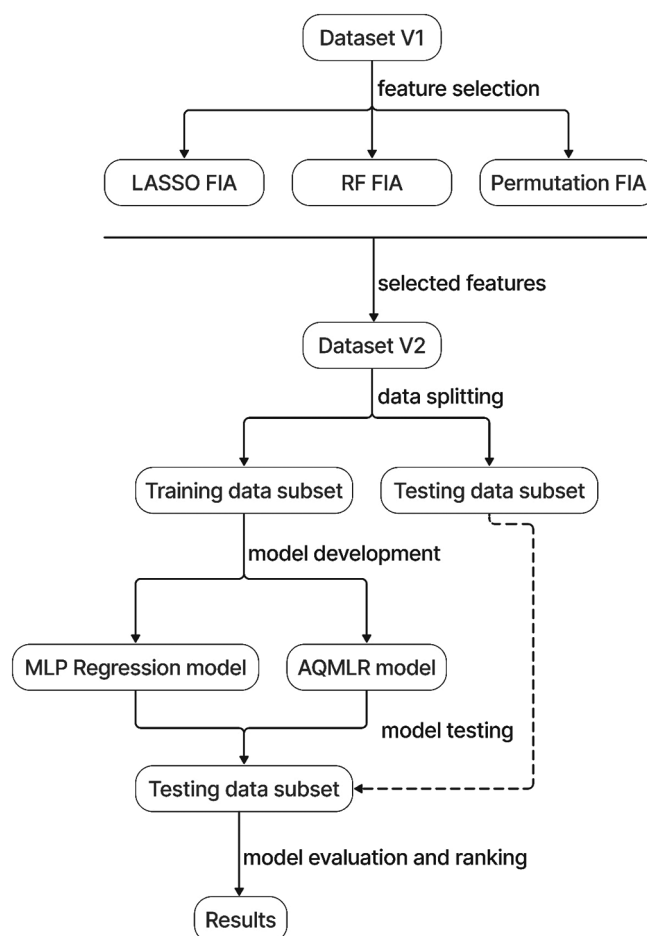 Dataset V1
feature selection
LASSO FIA
RF FIA
Permutation FIA
selected features
Dataset V2
data splitting
Training data subset
Testing data subset
model development
MLP Regression model
AQMLR model
model testing
Testing data subset
model evaluation and ranking
Results